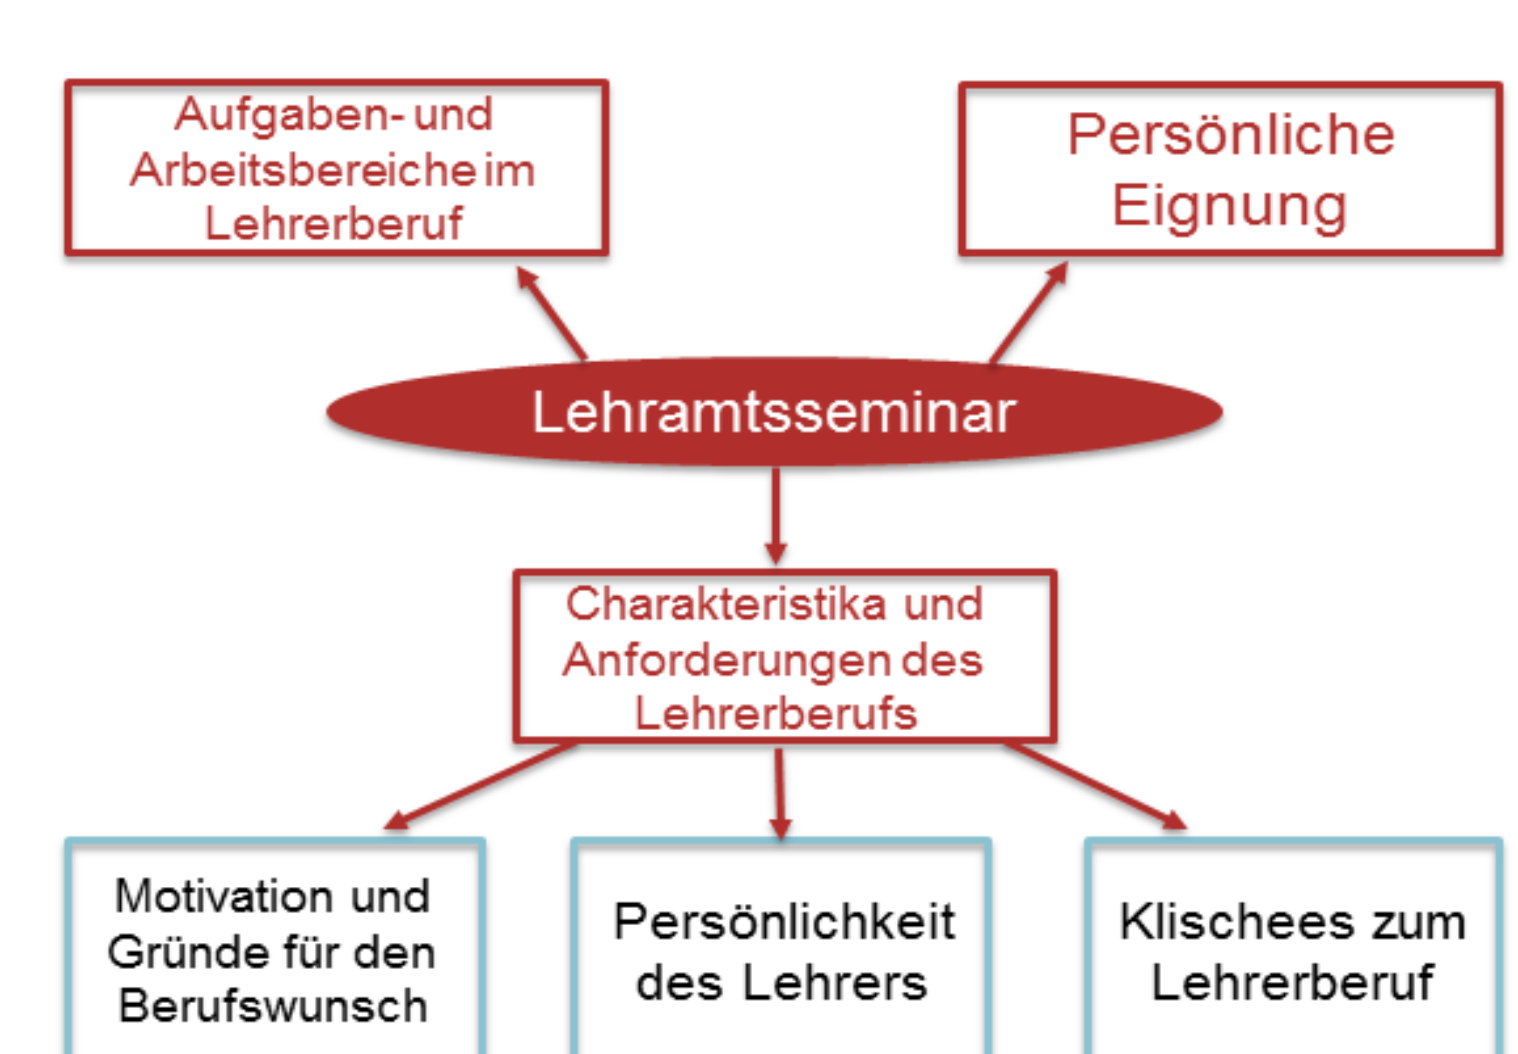 Aufgaben- und
Arbeitsbereiche im
Lehrerberuf
Persönliche
Eignung
Lehramtsseminar
Charakteristika und
Anforderungen des
Lehrerberufs
Motivation und
Gründe für den
Berufswunsch
Persönlichkeit
des Lehrers
Klischees zum
Lehrerberuf